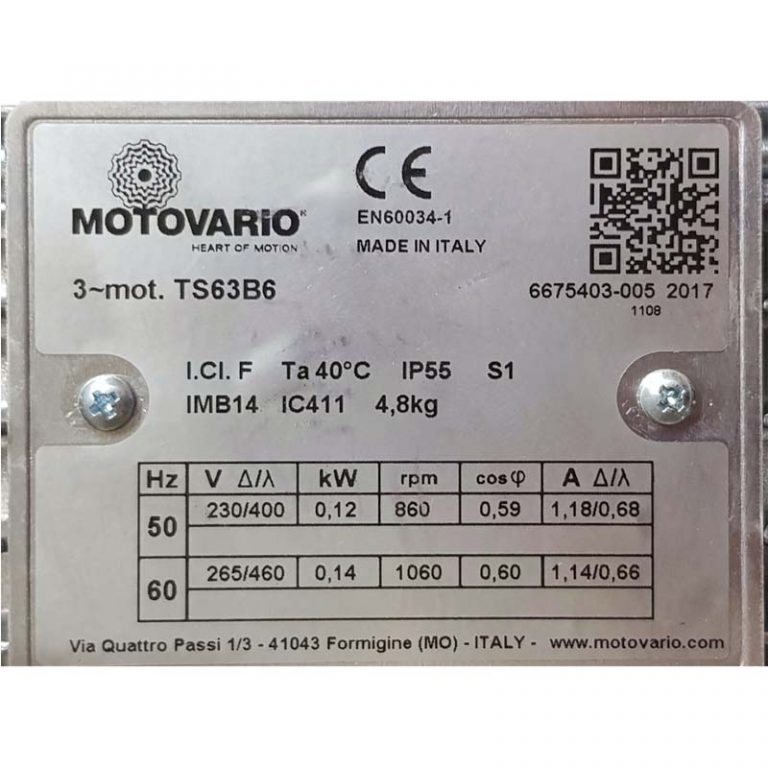 MOTOVARIO®
HEART OF MOTION
CE
EN60034-1
MADE IN ITALY
3~mot. TS63B6
6675403-005 2017
1108
I.Cl. F Ta 40°C IP55 S1
IMB14 IC411 4,8kg
Hz V Δ/λ kW rpm cosφ A Δ/λ
50 230/400 0,12 860 0,59 1,18/0,68
60 265/460 0,14 1060 0,60 1,14/0,66
Via Quattro Passi 1/3 - 41043 Formigine (MO) - ITALY - www.motovario.com